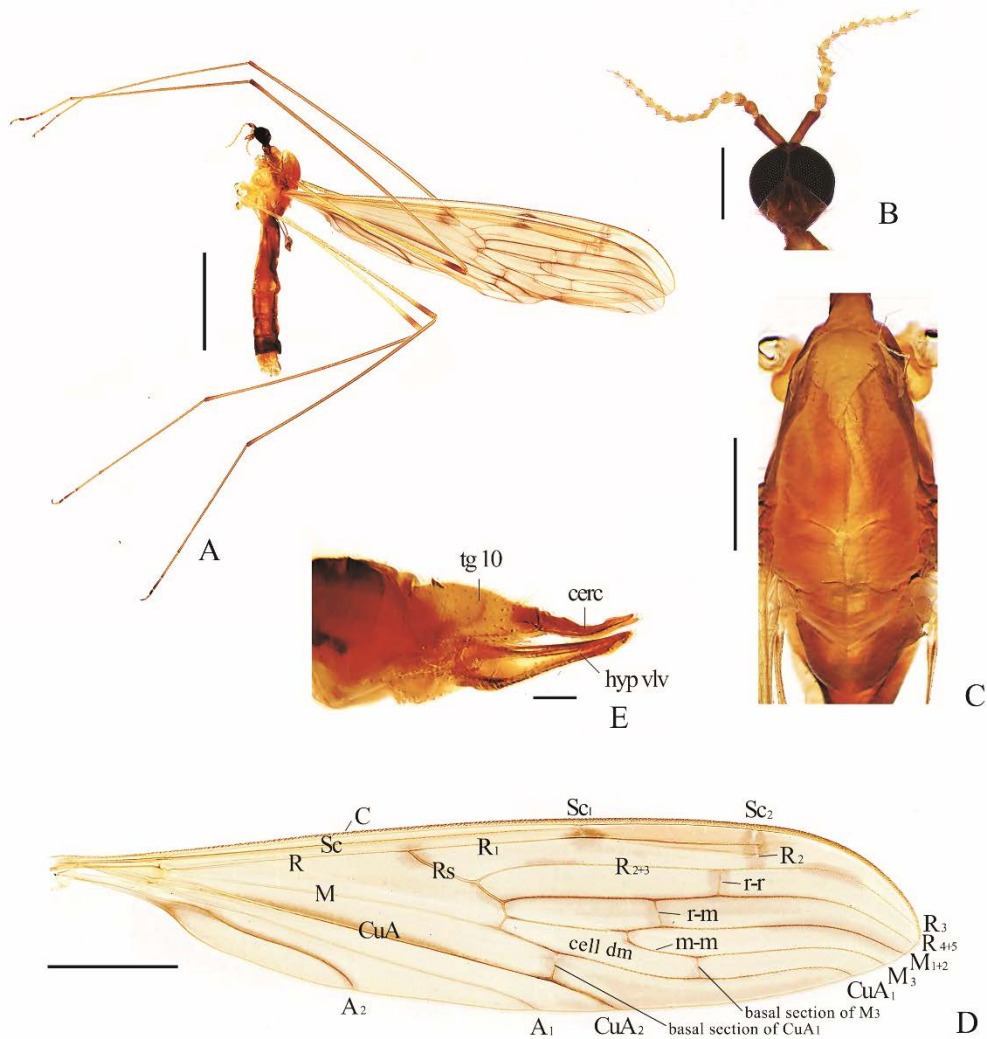 A
B
C
tg 10
cerc
hyp vlv
E
C
Sc
Sc₁
Sc₂
R
R₁
R₂
Rs
R₂₊₃
r-r
M
r-m
CuA
cell dm
m-m
R₃
R₄₊₅
M₁₊₂
M₃
CuA₁
A₂
A₁
CuA₂
basal section of M₃
basal section of CuA₁
D